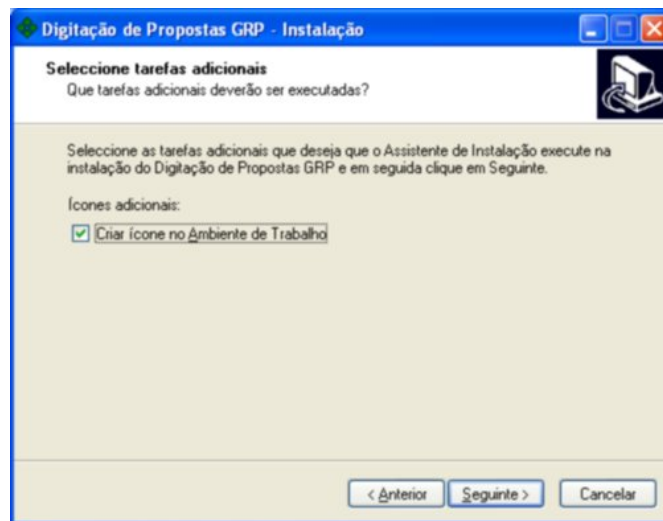 Digitação de Propostas GRP - Instalação
Seleccione tarefas adicionais
Que tarefas adicionais deverão ser executadas?
Seleccione as tarefas adicionais que deseja que o Assistente de Instalação execute na
instalação do Digitação de Propostas GRP e em seguida clique em Seguinte.
Ícones adicionais:
Criar ícone no Ambiente de Trabalho
< Anterior Seguinte > Cancelar